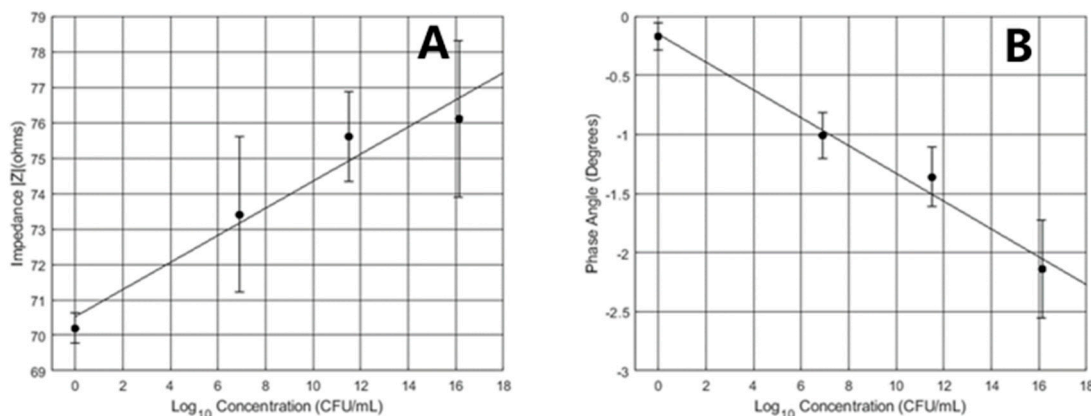 A
79
78
77
76
75
74
73
72
71
70
69
Impedance |Z|(ohms)
0 2 4 6 8 10 12 14 16 18
Log10 Concentration (CFU/mL)
B
0
-0.5
-1
-1.5
-2
-2.5
-3
Phase Angle (Degrees)
0 2 4 6 8 10 12 14 16 18
Log10 Concentration (CFU/mL)